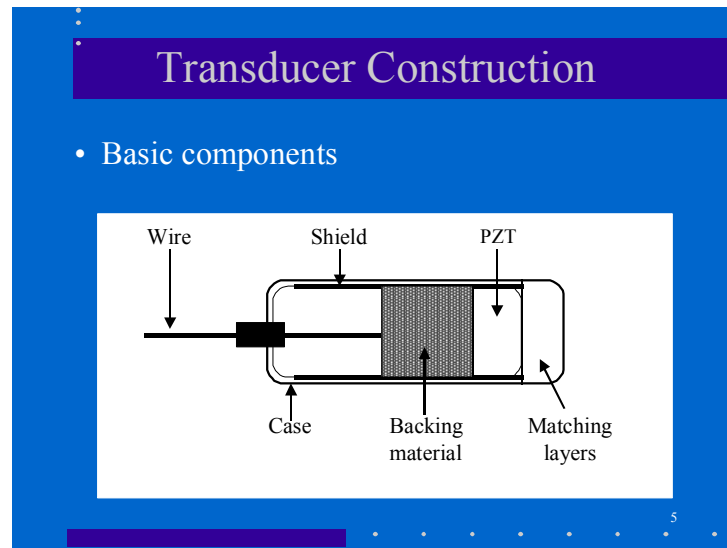 Transducer Construction
• Basic components
Wire
Shield
PZT
Case
Backing
material
Matching
layers
5